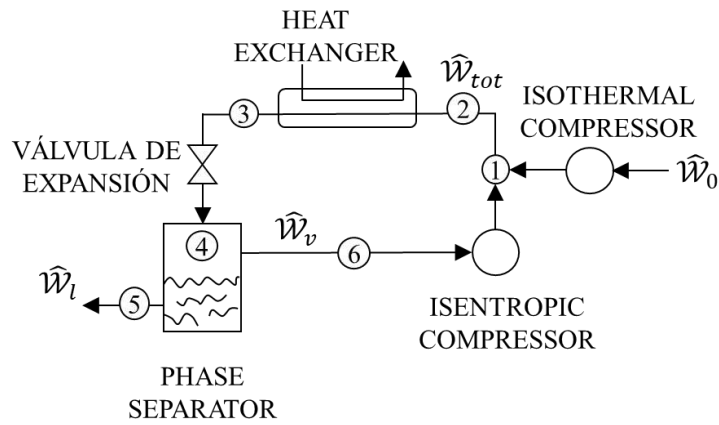 HEAT
EXCHANGER
𝒲̂_tot
ISOTHERMAL
COMPRESSOR
3
2
VÁLVULA DE
EXPANSIÓN
1
𝒲̂_0
4
𝒲̂_v
6
𝒲̂_l
5
ISENTROPIC
COMPRESSOR
PHASE
SEPARATOR